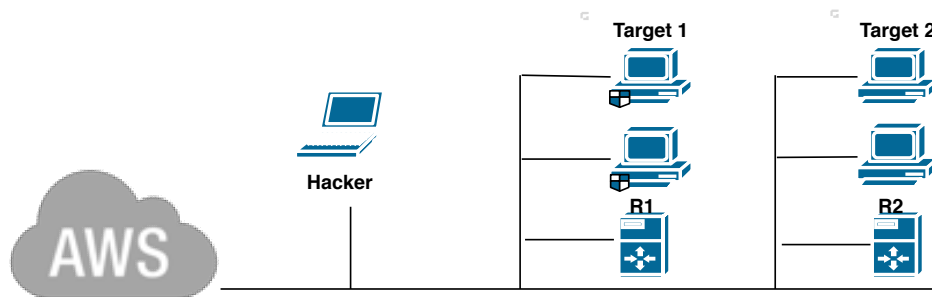 Target 1
Target 2
Hacker
R1
R2
AWS